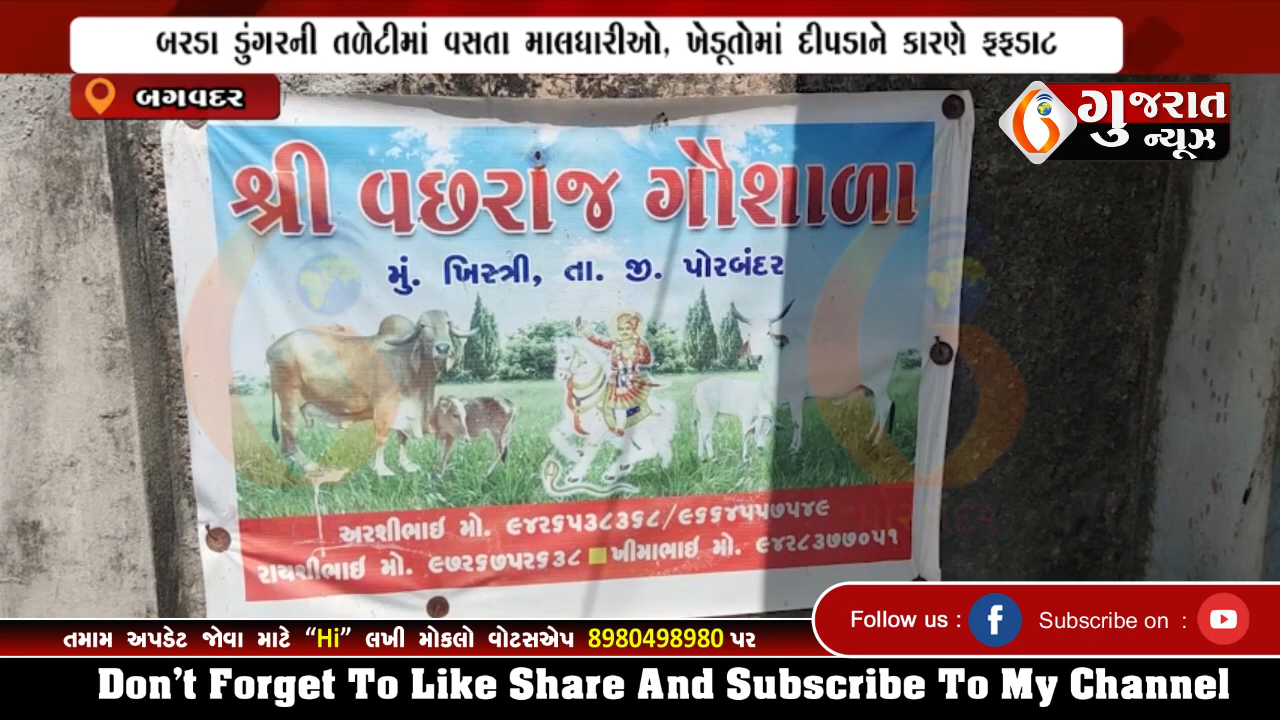 બરડા ડુંગરની તળેટીમાં વસતા માલધારીઓ, ખેડૂતોમાં દીપડાને કારણે ફફડાટ
બગવદર
ગુજરાત
ન્યૂઝ
શ્રી વછરાજ ગૌશાળા
મું. ખિસ્ત્રી, તા. જી. પોરબંદર
અરશીભાઈ મો. ૯૪૨૬૫૩૮૩૬૮/૯૬૬૪૫૫૭૫૪૯
રાયશીભાઈ મો. ૯૭૨૬૭૫૨૬૩૮ ખીમાભાઈ મો. ૯૪૨૮૩૭૭૦૫૧
Follow us :
Subscribe on :
તમામ અપડેટ જોવા માટે “Hi” લખી મોકલો વોટસએપ 8980498980 પર
Don’t Forget To Like Share And Subscribe To My Channel